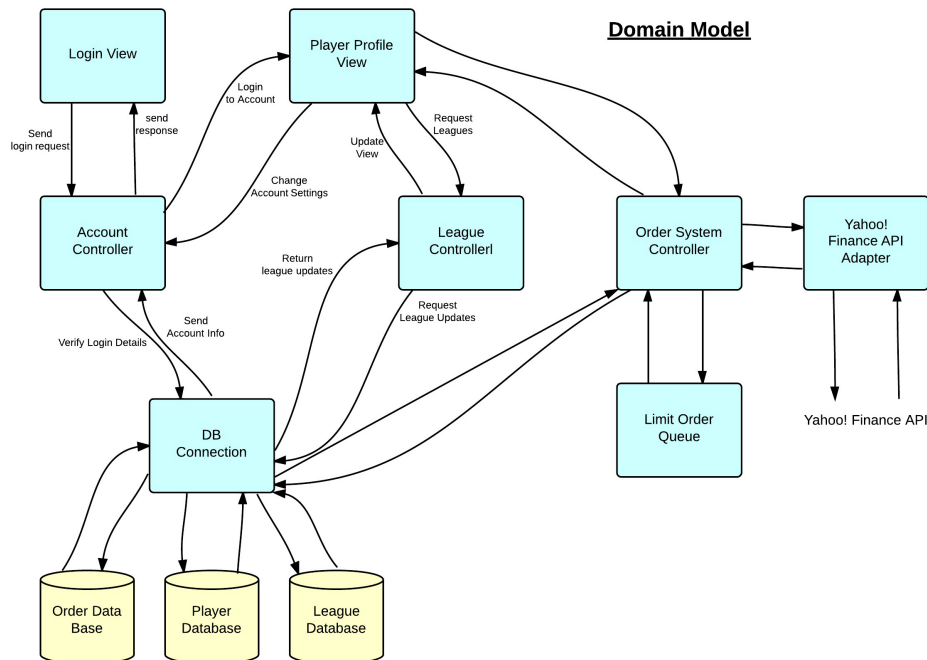 Domain Model
Login View
Player Profile
View
Login
to Account
send
response
Send
login request
Request
Leagues
Update
View
Change
Account Settings
Account
Controller
League
Controllerl
Order System
Controller
Yahoo!
Finance API
Adapter
Return
league updates
Request
League Updates
Send
Account Info
Verify Login Details
Limit Order
Queue
Yahoo! Finance API
DB
Connection
Order Data
Base
Player
Database
League
Database